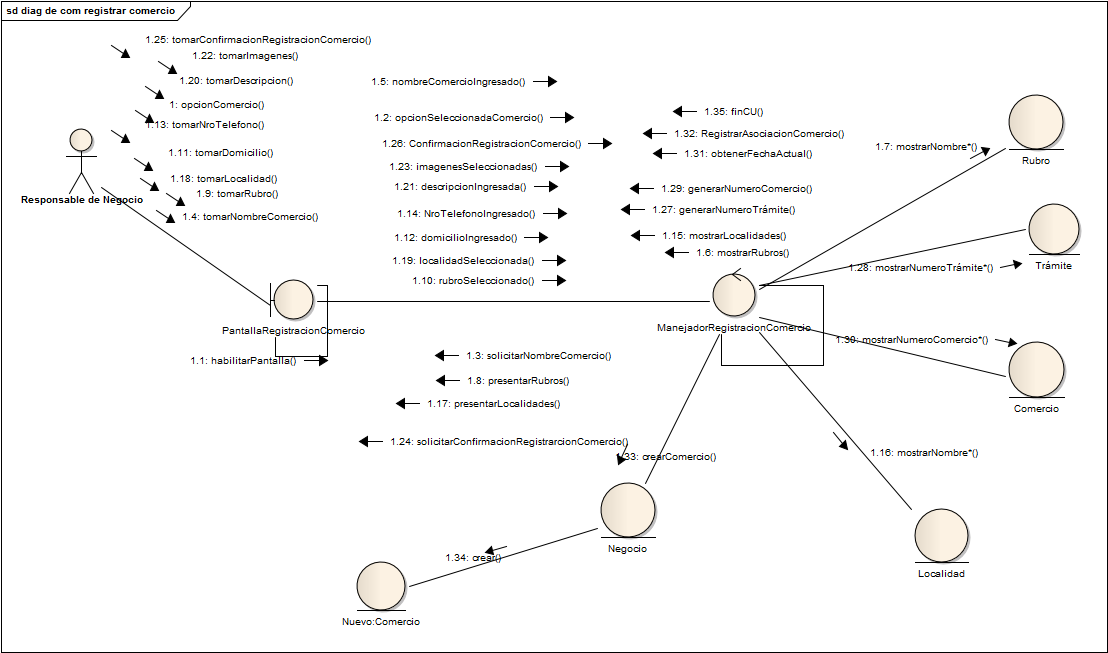 sd diag de com registrar comercio
1.25: tomarConfirmacionRegistracionComercio()
1.22: tomarImagenes()
1.20: tomarDescripcion()
1: opcionComercio()
1.13: tomarNroTelefono()
1.11: tomarDomicilio()
1.18: tomarLocalidad()
1.9: tomarRubro()
1.4: tomarNombreComercio()
Responsable de Negocio
1.5: nombreComercioIngresado()
1.2: opcionSeleccionadaComercio()
1.26: ConfirmacionRegistracionComercio()
1.23: imagenesSeleccionadas()
1.21: descripcionIngresada()
1.14: NroTelefonoIngresado()
1.12: domicilioIngresado()
1.19: localidadSeleccionada()
1.10: rubroSeleccionado()
1.35: finCU()
1.32: RegistrarAsociacionComercio()
1.31: obtenerFechaActual()
1.29: generarNumeroComercio()
1.27: generarNumeroTrámite()
1.15: mostrarLocalidades()
1.6: mostrarRubros()
1.7: mostrarNombre*()
Rubro
1.28: mostrarNumeroTrámite*()
Trámite
PantallaRegistracionComercio
ManejadorRegistracionComercio
1.1: habilitarPantalla()
1.3: solicitarNombreComercio()
1.8: presentarRubros()
1.17: presentarLocalidades()
1.24: solicitarConfirmacionRegistrarcionComercio()
1.30: mostrarNumeroComercio*()
Comercio
1.33: crearComercio()
1.16: mostrarNombre*()
Negocio
Localidad
1.34: crear()
Nuevo:Comercio